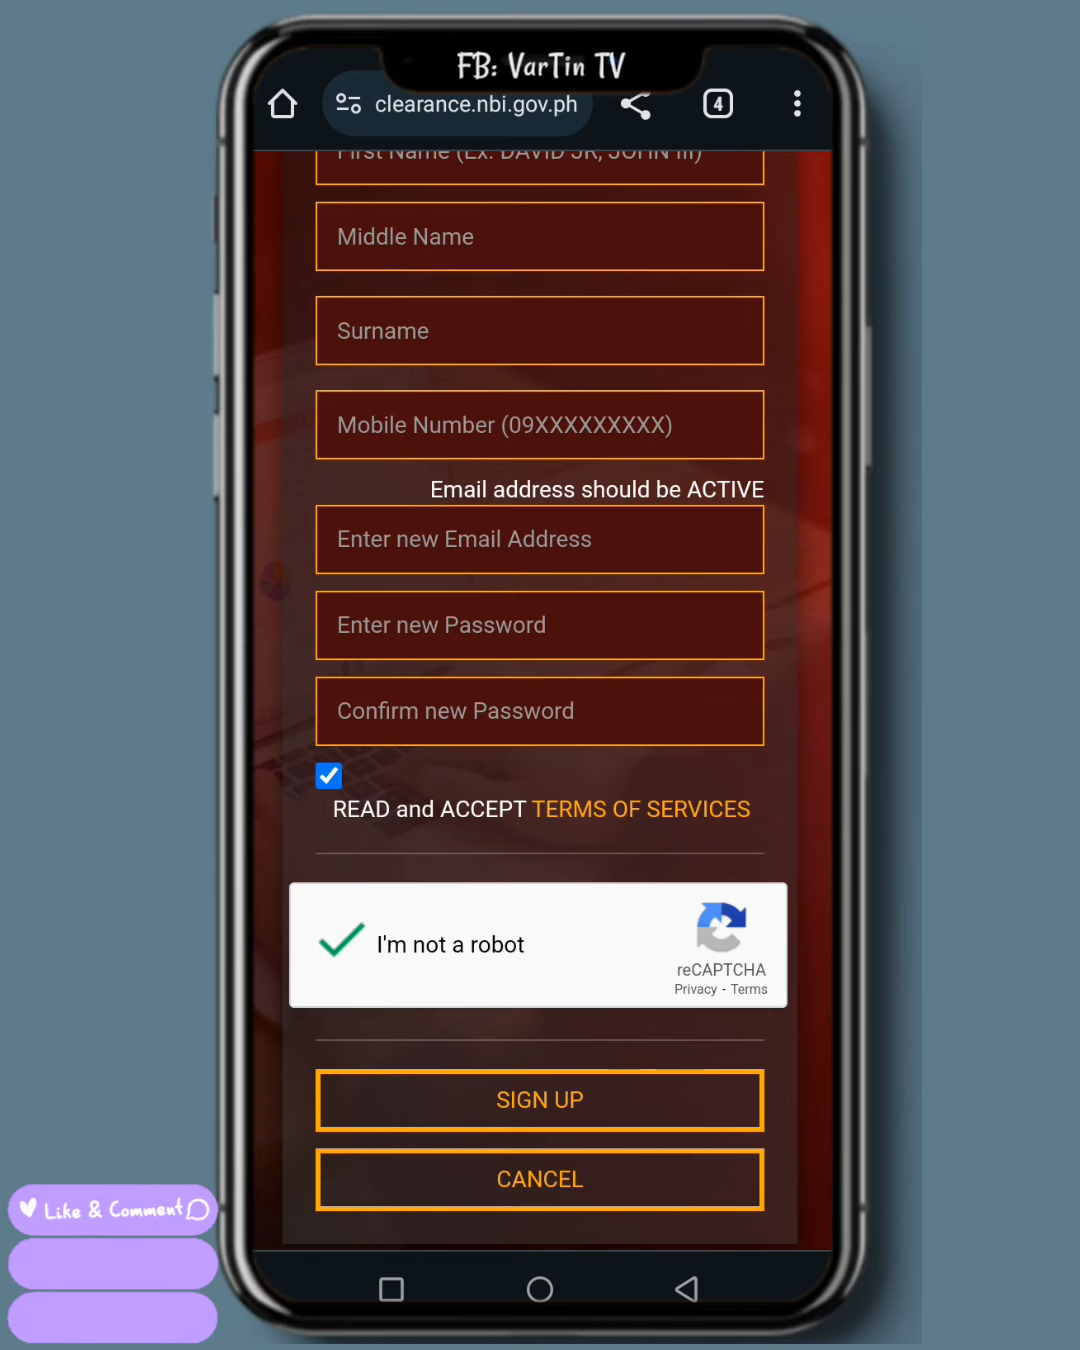 FB: VarTin TV
clearance.nbi.gov.ph
4
First Name (Ex. DAVID JR, JOHN III)
Middle Name
Surname
Mobile Number (09XXXXXXXXX)
Email address should be ACTIVE
Enter new Email Address
Enter new Password
Confirm new Password
READ and ACCEPT TERMS OF SERVICES
I'm not a robot
reCAPTCHA
Privacy - Terms
SIGN UP
CANCEL
Like & Comment